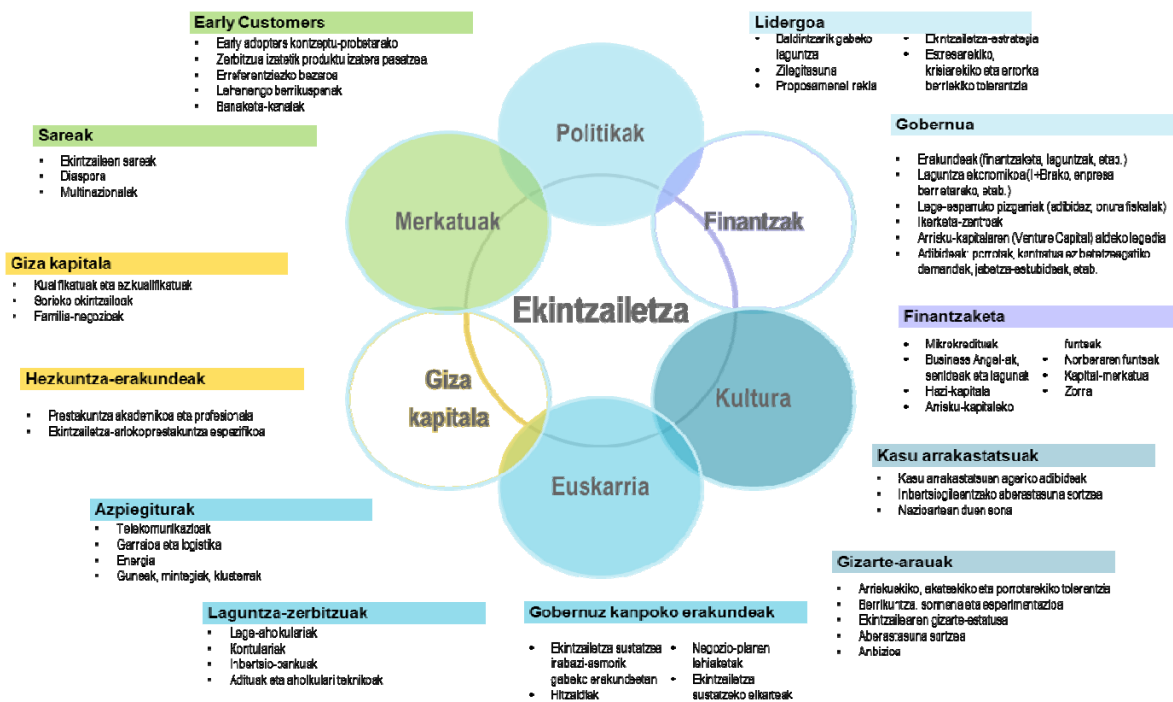 Early Customers
Early adopters kontzeptu-probetarako
Zerbitzua izatetik produktu izatera pasatzea
Erreferentziazko bezeroa
Lehenengo berrikuspenak
Banaketa-kanalak
Sareak
Ekintzaileen sareak
Diaspora
Multinazionalek
Giza kapitala
Kualifikatuak eta ez kualifikatuak
Familia-negozioak
Hezkuntza-erakundeak
Prestakuntza akademikoa eta profesionala
Ekintzailetza-arloko prestakuntza espezifikoa
Azpiegiturak
Telekomunikazioak
Garraioa eta logistika
Energia
Guneak, mintegiak, klusterrak
Laguntza-zerbitzuak
Lege-aholkulariak
Kontulariak
Inbertsio-bankuak
Adituak eta aholkulari teknikoak
Politikak
Merkatuak
Finantzak
Ekintzailetza
Giza
kapitala
Kultura
Euskarria
Gobernuz kanpoko erakundeak
Ekintzailetza sustatzea
irabazi-asmorik
gabeko erakundeetan
Hitzaldiak
Negozio-planen
lehiaketak
Ekintzailetza
sustatzeko elkarteak
Lidergoa
Baldintzarik gabeko
laguntza
Zilegitasuna
Ekintzailetza-estrategia
Estresarekiko,
krisiarekiko eta
berriekiko tolerantzia
Gobernua
Erakundeak (finantzaketa, laguntzak, etab.)
Laguntza ekonomikoa (I+Brako, enpresa
berretarako, etab.)
Lege-esparruko pizgarriak (adibidez, onura fiskalak)
Ikerketa-zentroak
Arrisku-kapitalaren (Venture Capital) aldeko legedia
Adibideak: porrotak, kontratua ez betetzeagatiko
demandak, jabetza-eskubideak, etab.
Finantzaketa
Mikrokredituak
Business Angel-ak,
senideak eta lagunak
Hazi-kapitala
Arrisku-kapitaleko
funtsak
Norberaren funtsak
Kapital-merkatua
Zorra
Kasu arrakastatsuak
Kasu arrakastatsuen ageriko adibideak
Inbertsiogileentzako aberastasuna sortzea
Nazioartean duen sona
Gizarte-arauak
Arriskuekiko, akatsekiko eta porrotarekiko tolerantzia
Berrikuntza, sormena eta esperimentazioa
Ekintzailearen gizarte-estatusa
Aberastasuna sortzea
Anbizioa